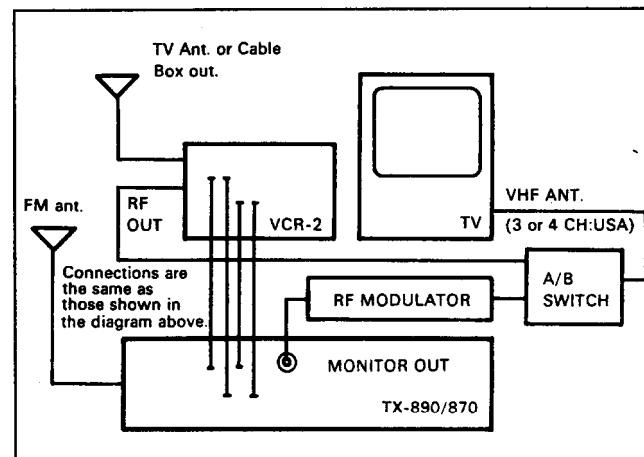 TV Ant. or Cable
Box out.
FM ant.
RF
OUT
VCR-2
TV
VHF ANT.
(3 or 4 CH:USA)
Connections are
the same as
those shown in
the diagram above.
RF MODULATOR
A/B
SWITCH
MONITOR OUT
TX-890/870